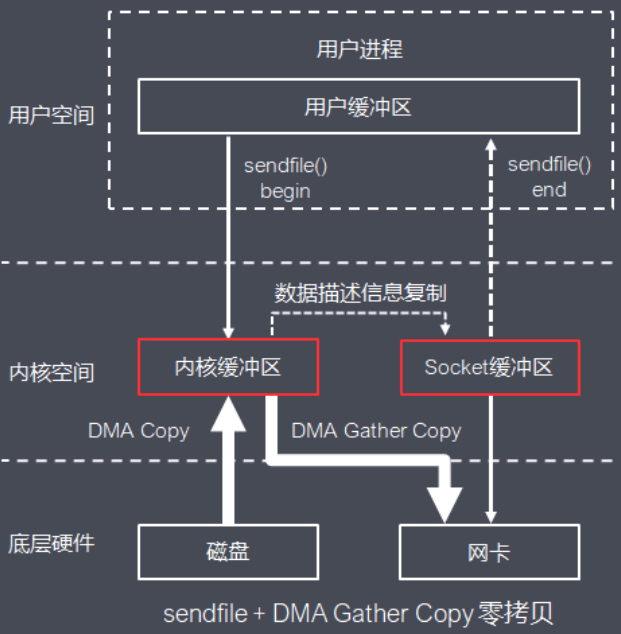 用户进程
用户空间
用户缓冲区
sendfile()
begin
sendfile()
end
数据描述信息复制
内核空间
内核缓冲区
Socket缓冲区
DMA Copy
DMA Gather Copy
底层硬件
磁盘
网卡
sendfile + DMA Gather Copy 零拷贝